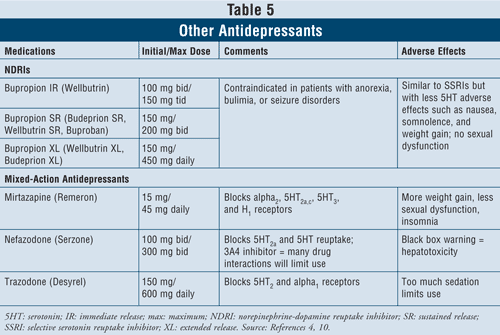 Table 5
Other Antidepressants
Medications Initial/Max Dose Comments Adverse Effects
NDRIs
Bupropion IR (Wellbutrin) 100 mg bid/ Contraindicated in patients with anorexia, Similar to SSRIs but
150 mg tid bulimia, or seizure disorders with less 5HT adverse
effects such as nausea,
somnolence, and
weight gain; no sexual
dysfunction
Bupropion SR (Budeprion SR, 150 mg/
Wellbutrin SR, Buproban) 200 mg bid
Bupropion XL (Wellbutrin XL, 150 mg/
Budeprion XL) 450 mg daily
Mixed-Action Antidepressants
Mirtazapine (Remeron) 15 mg/ Blocks alpha2, 5HT2a,c, 5HT3, More weight gain, less
45 mg daily and H1 receptors sexual dysfunction,
insomnia
Nefazodone (Serzone) 100 mg bid/ Blocks 5HT2a and 5HT reuptake; Black box warning =
300 mg bid 3A4 inhibitor = many drug hepatotoxicity
interactions will limit use
Trazodone (Desyrel) 150 mg/ Blocks 5HT2 and alpha1 receptors Too much sedation
600 mg daily limits use
5HT: serotonin; IR: immediate release; max: maximum; NDRI: norepinephrine-dopamine reuptake inhibitor; SR: sustained release;
SSRI: selective serotonin reuptake inhibitor; XL: extended release. Source: References 4, 10.